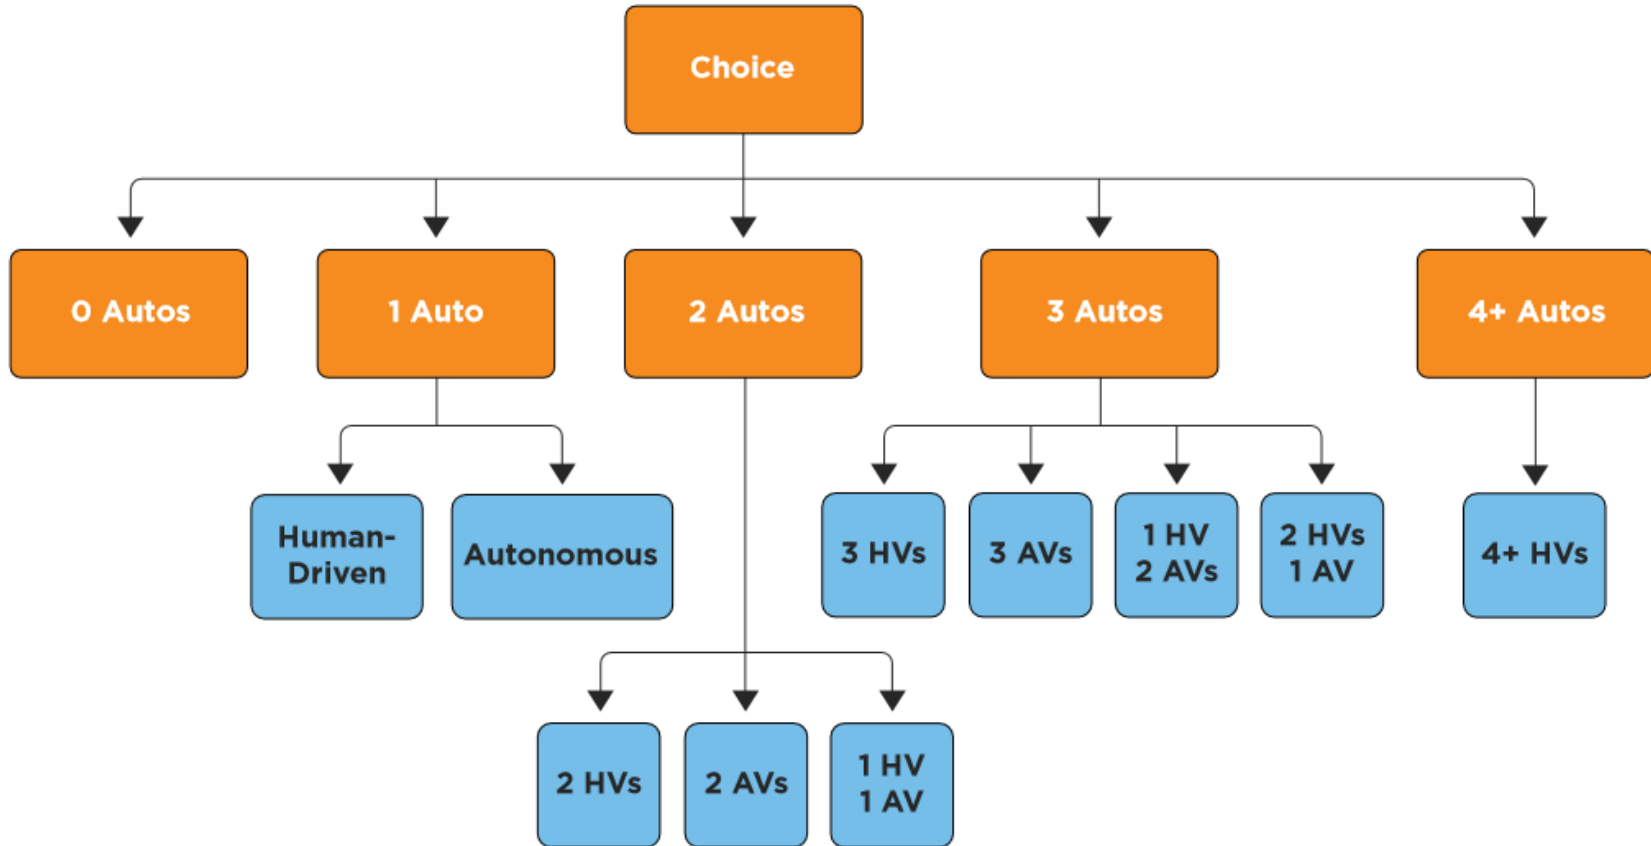 Choice
0 Autos
1 Auto
2 Autos
3 Autos
4+ Autos
Human-
Driven
Autonomous
3 HVs
3 AVs
1 HV
2 AVs
2 HVs
1 AV
4+ HVs
2 HVs
2 AVs
1 HV
1 AV